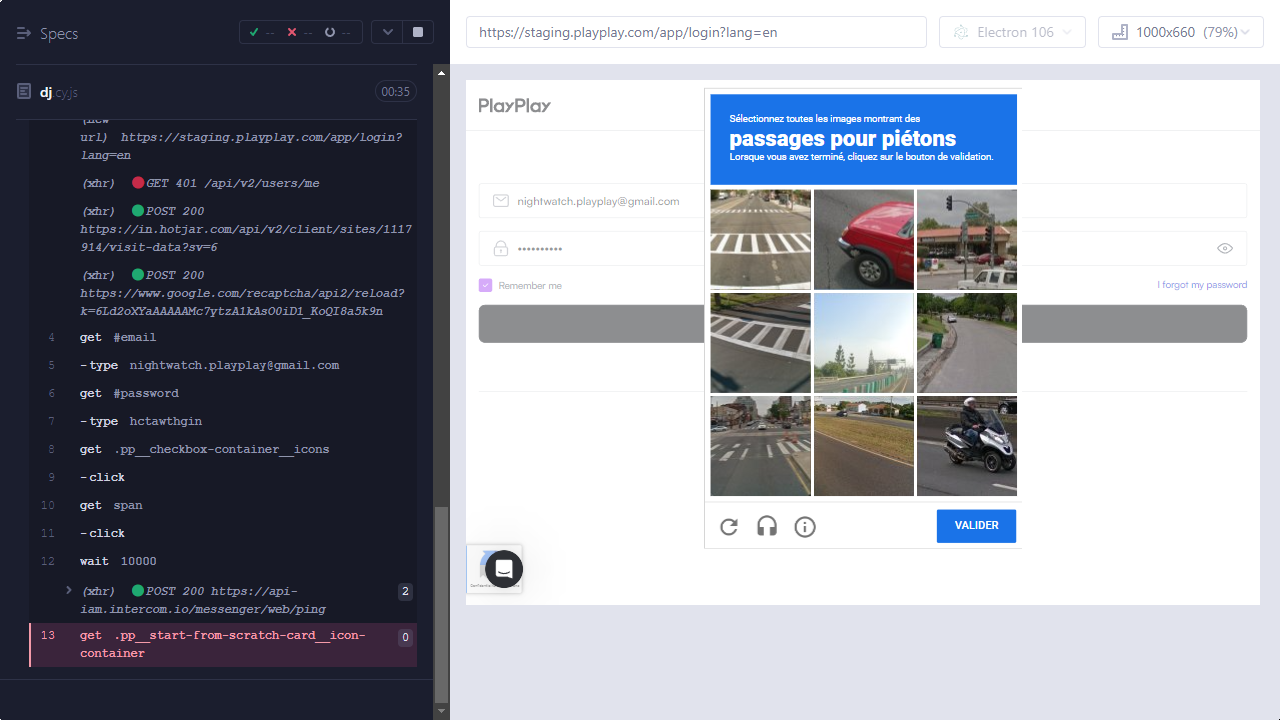 Specs
--
--
--
https://staging.playplay.com/app/login?lang=en
Electron 106
1000x660 (79%)
dj.cy.js
00:35
(new
url) https://staging.playplay.com/app/login?
lang=en
(xhr) GET 401 /api/v2/users/me
(xhr) POST 200
https://in.hotjar.com/api/v2/client/sites/1117
914/visit-data?sv=6
(xhr) POST 200
https://www.google.com/recaptcha/api2/reload?
k=6Ld2oXYaAAAAAMc7ytzA1kAsO0iD1_KoQI8a5k9n
4 get #email
5 -type nightwatch.playplay@gmail.com
6 get #password
7 -type hctawthgin
8 get .pp__checkbox-container__icons
9 -click
10 get span
11 -click
12 wait 10000
(xhr) POST 200 https://api-
iam.intercom.io/messenger/web/ping
2
13 get .pp__start-from-scratch-card__icon-
container
0
PlayPlay
nightwatch.playplay@gmail.com
Remember me
I forgot my password
Sélectionnez toutes les images montrant des
passages pour piétons
Lorsque vous avez terminé, cliquez sur le bouton de validation.
VALIDER